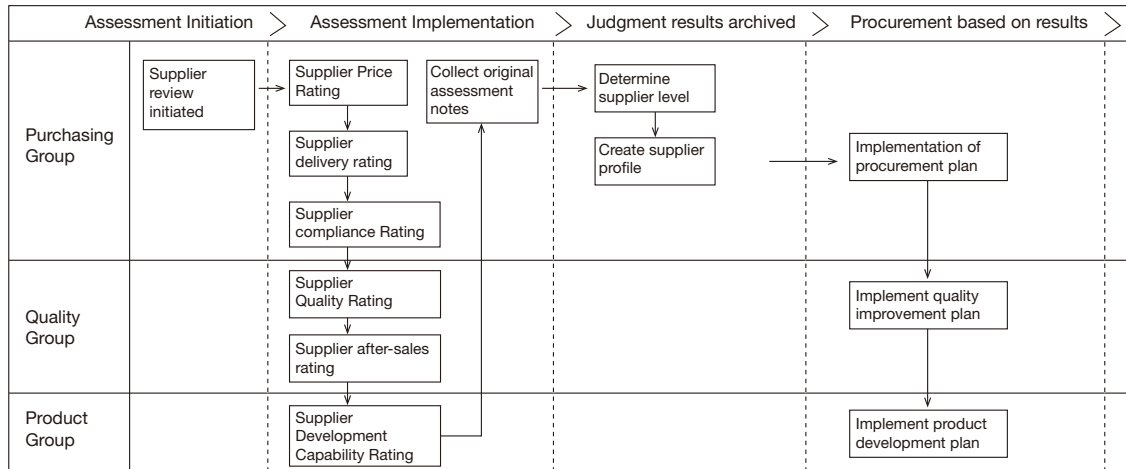 Assessment Initiation
Assessment Implementation
Judgment results archived
Procurement based on results
Purchasing
Group
Supplier
review
initiated
Supplier Price
Rating
Supplier
delivery rating
Supplier
compliance Rating
Collect original
assessment
notes
Determine
supplier level
Create supplier
profile
Implementation of
procurement plan
Quality
Group
Supplier
Quality Rating
Supplier after-sales
rating
Implement quality
improvement plan
Product
Group
Supplier
Development
Capability Rating
Implement product
development plan